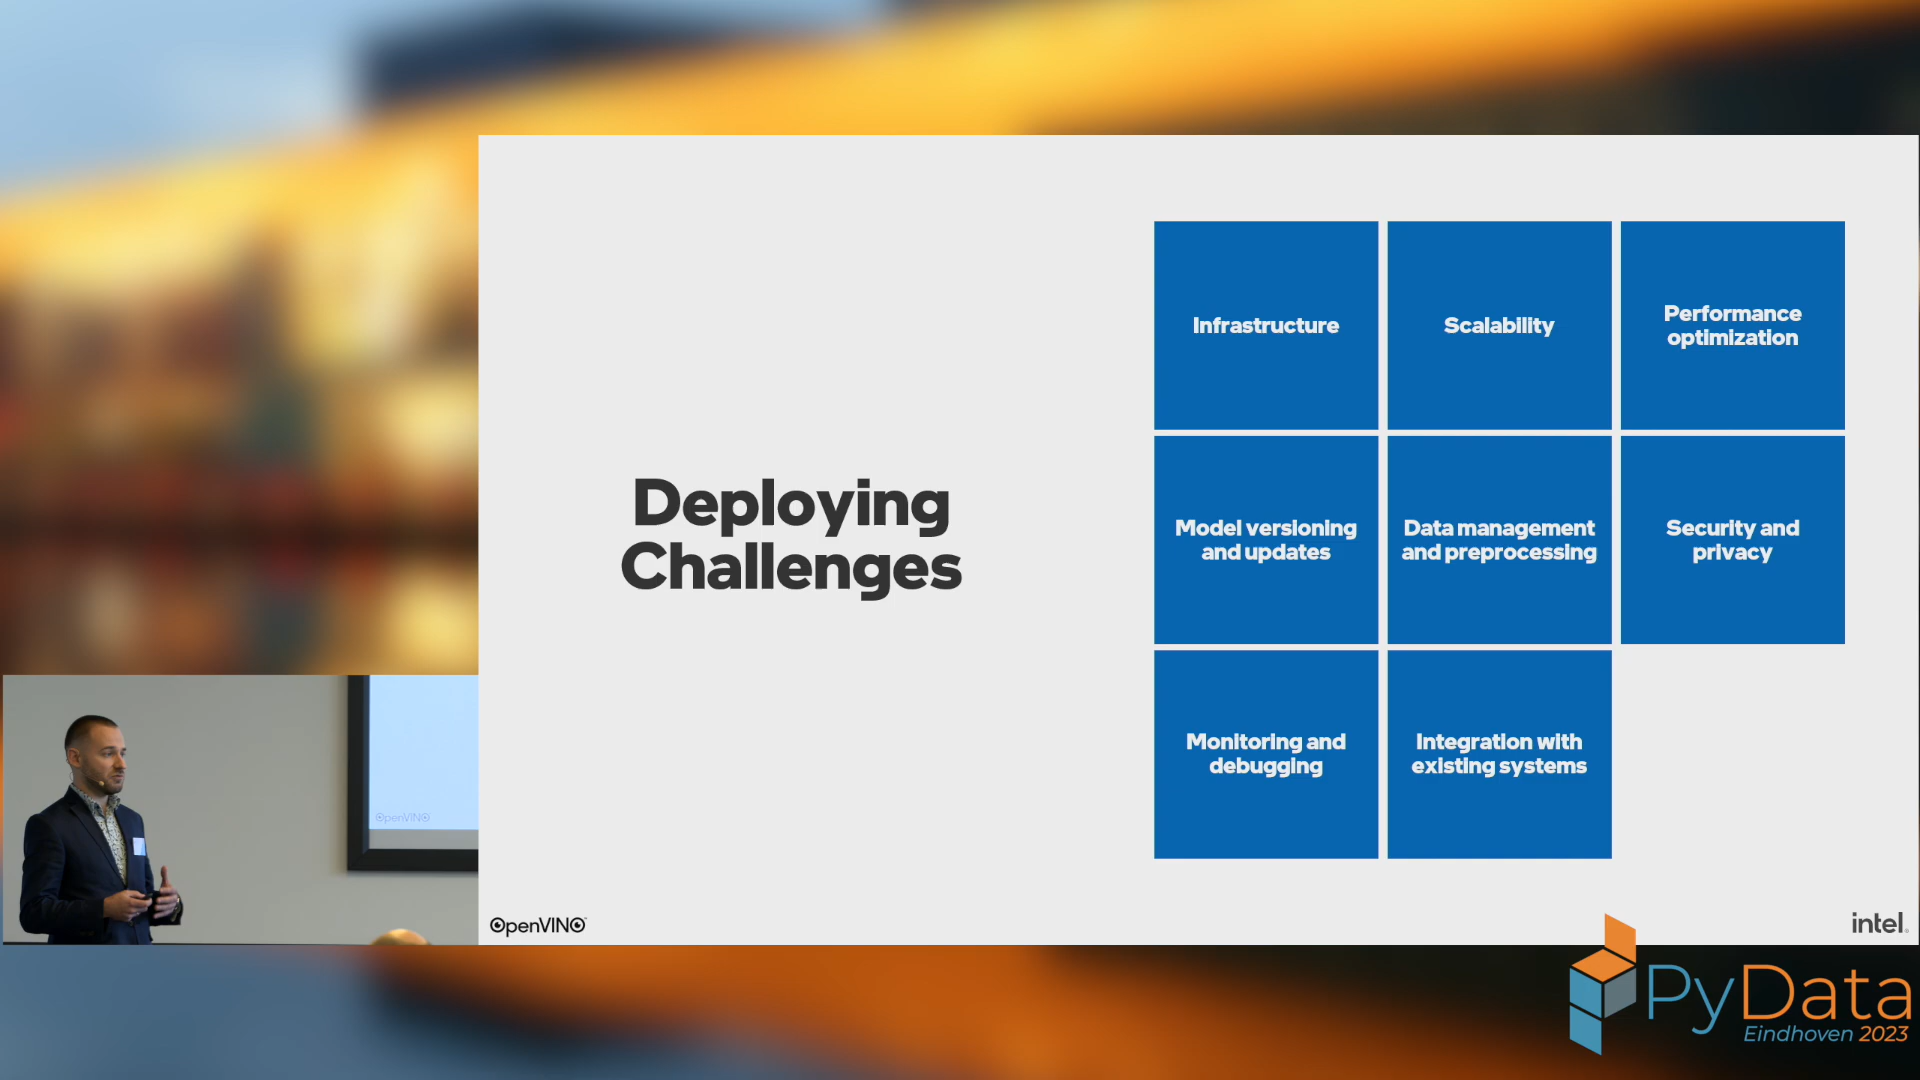 Deploying
Challenges
Infrastructure
Scalability
Performance
optimization
Model versioning
and updates
Data management
and preprocessing
Security and
privacy
Monitoring and
debugging
Integration with
existing systems
OpenVINO
intel.
OpenVINO
PyData
Eindhoven 2023